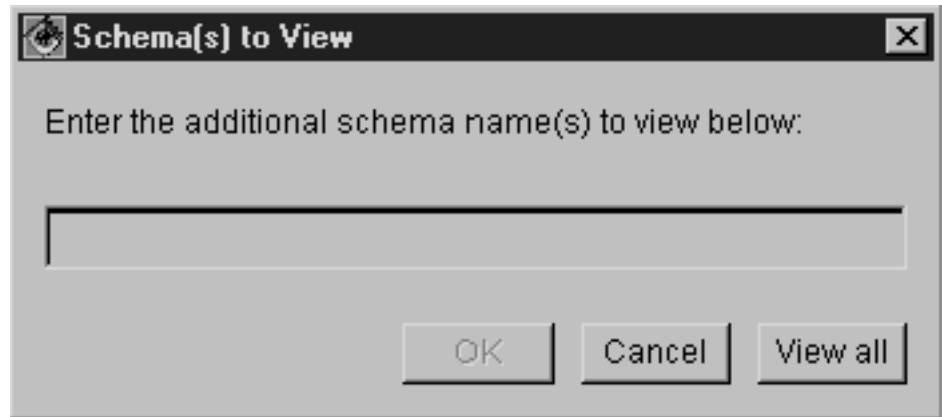 Schema(s) to View
Enter the additional schema name(s) to view below:
OK Cancel View all